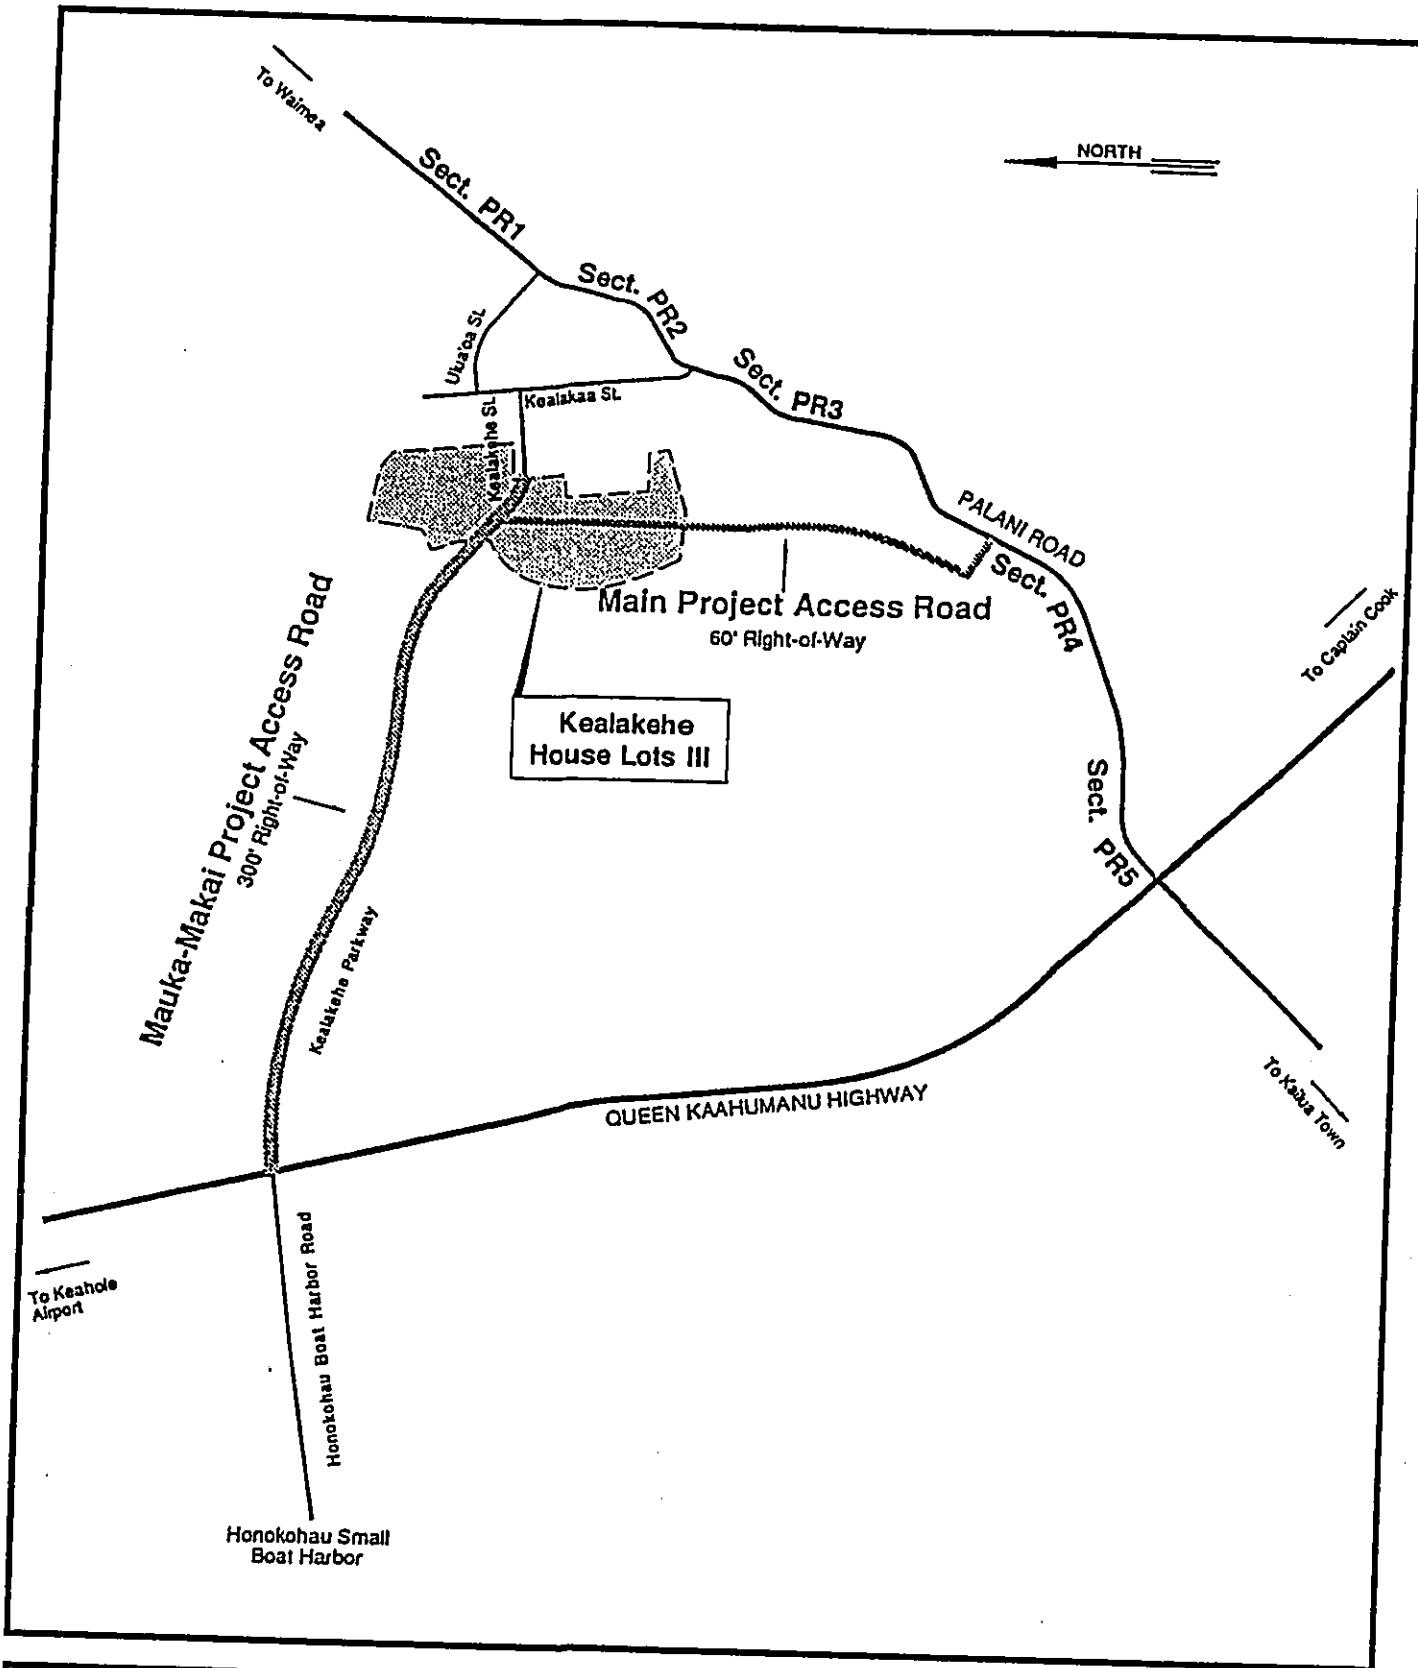 To Waimea
NORTH
Sect. PR1
Sect. PR2
Ulua'oa St.
Sect. PR3
Kealakaa St.
Kealakehe St.
PALANI ROAD
Sect. PR4
Main Project Access Road
60' Right-of-Way
To Captain Cook
Kealakehe
House Lots III
Mauka-Makai Project Access Road
300' Right-of-Way
Sect. PR5
Kealakehe Parkway
QUEEN KAAHUMANU HIGHWAY
To Kailua Town
To Keahole
Airport
Honokohau Boat Harbor Road
Honokohau Small
Boat Harbor